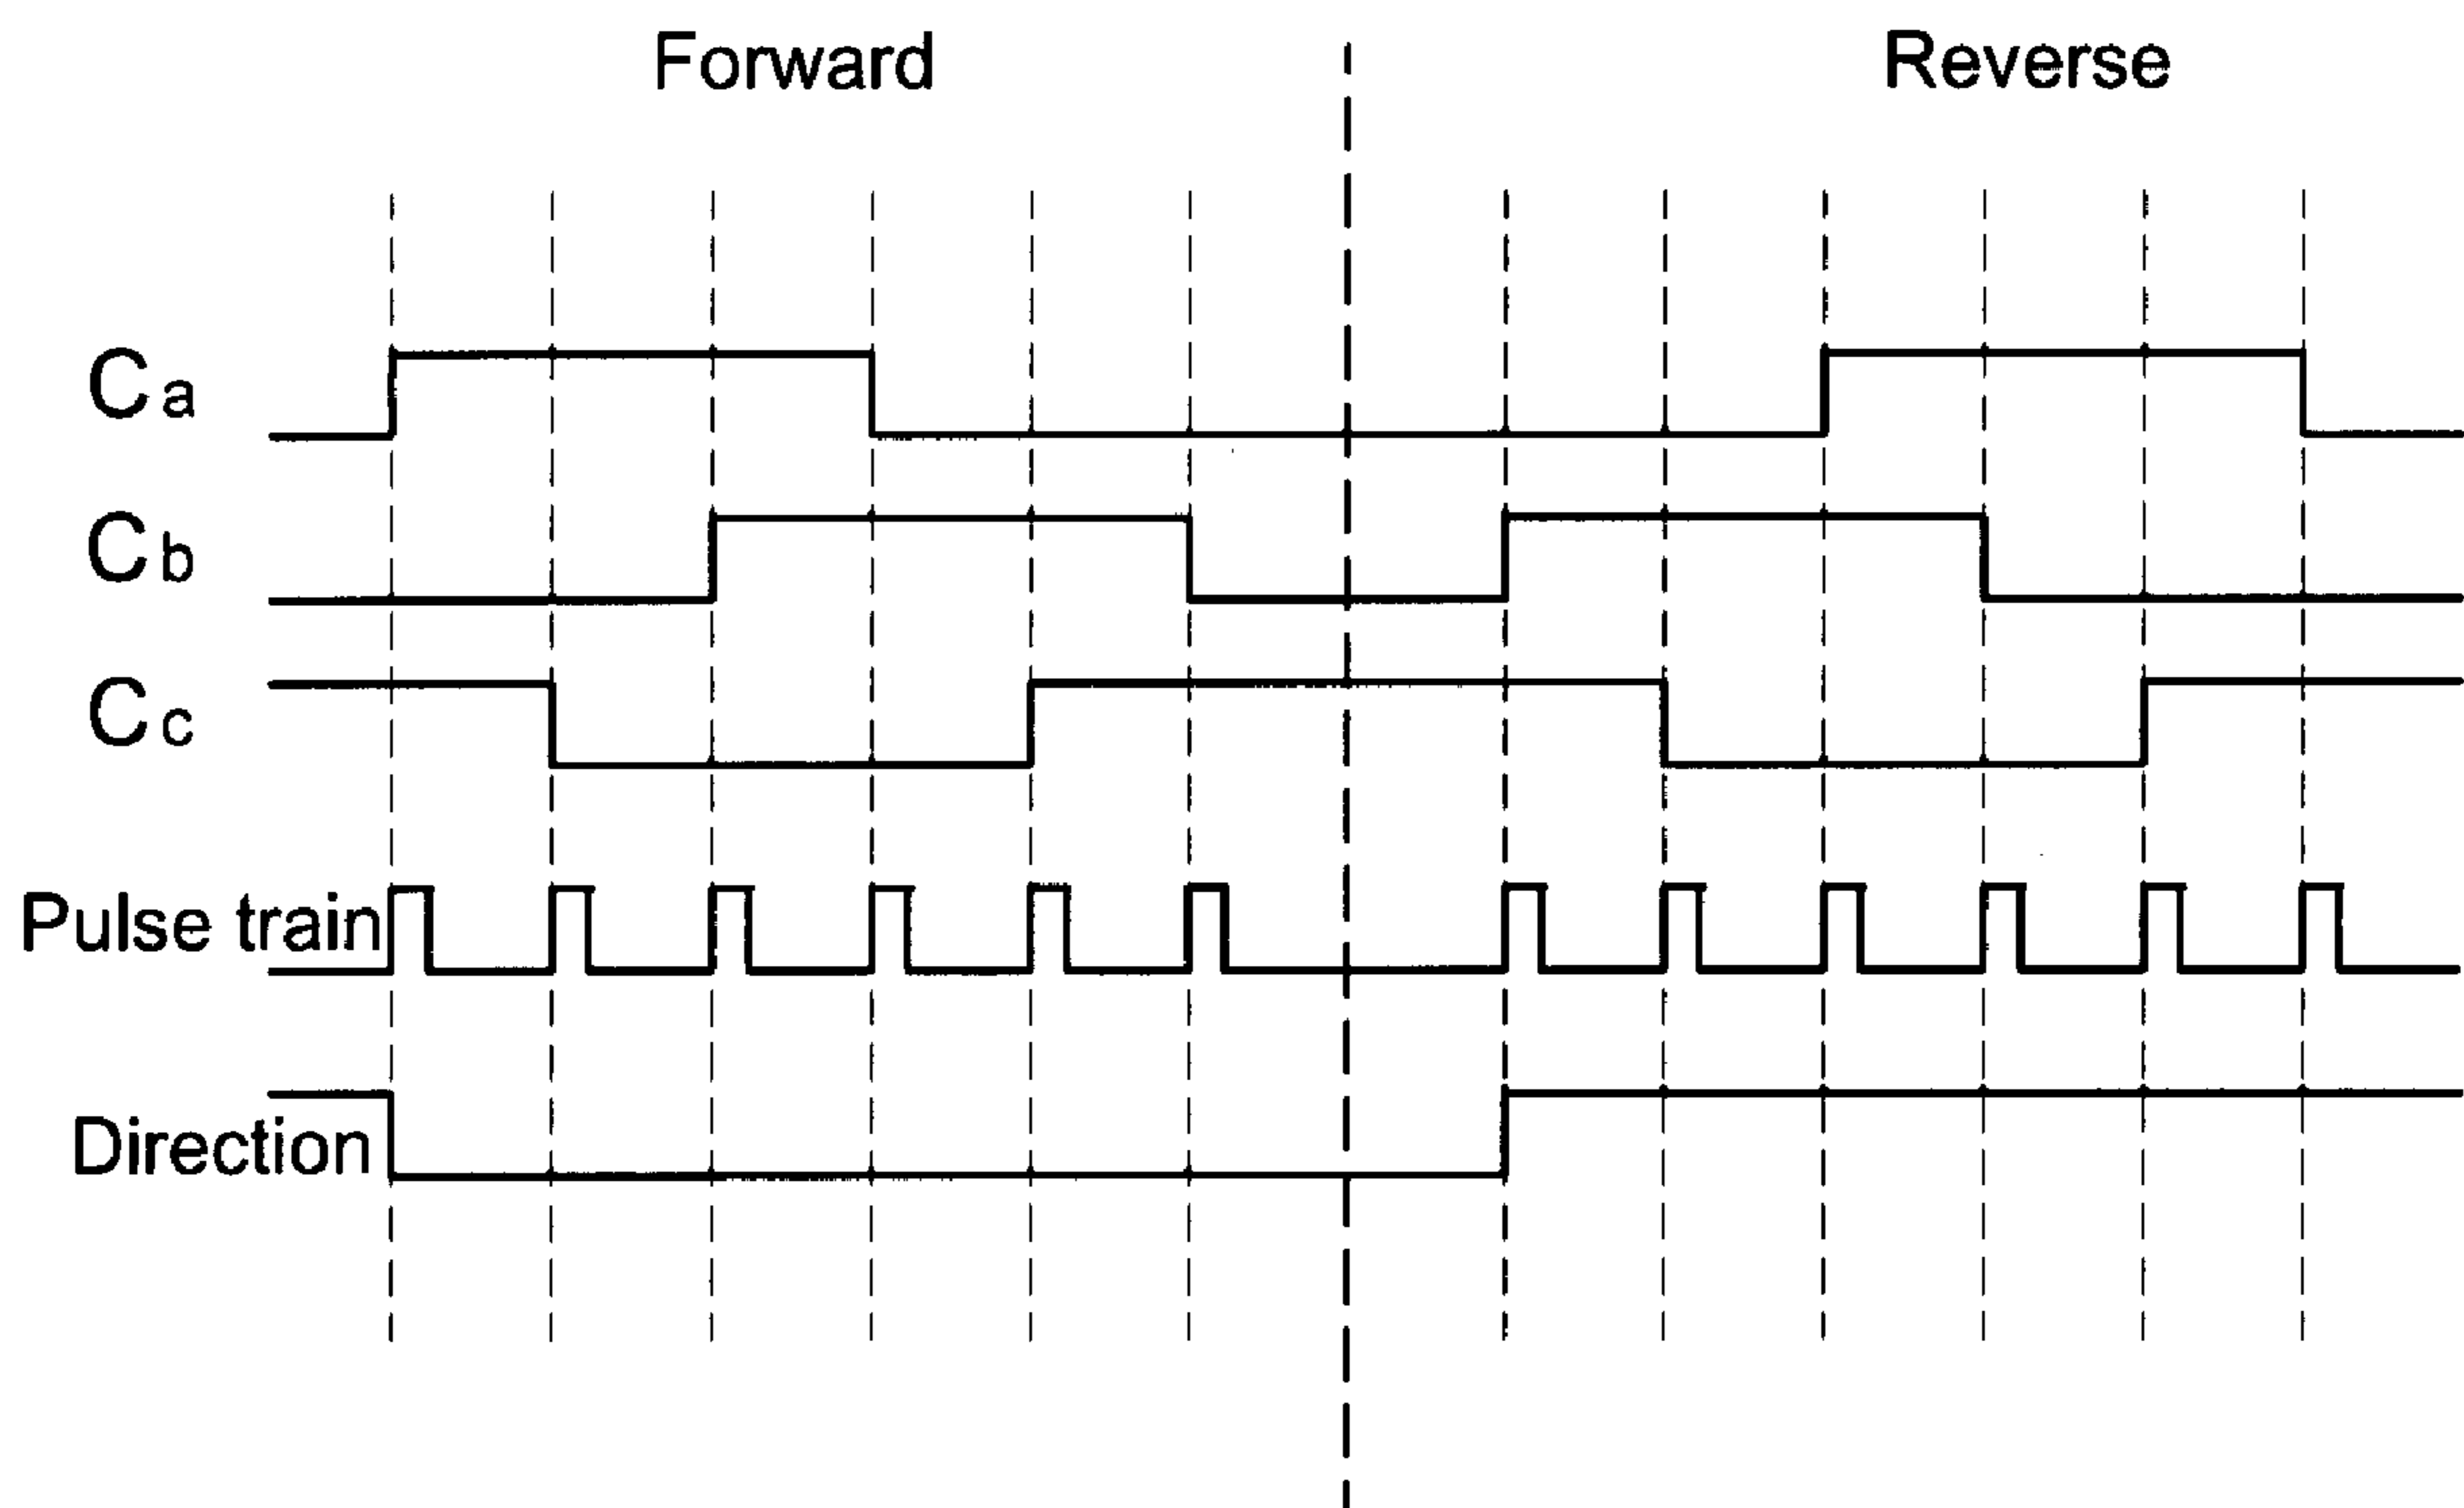 Forward
Reverse
Ca
Cb
Cc
Pulse train
Direction